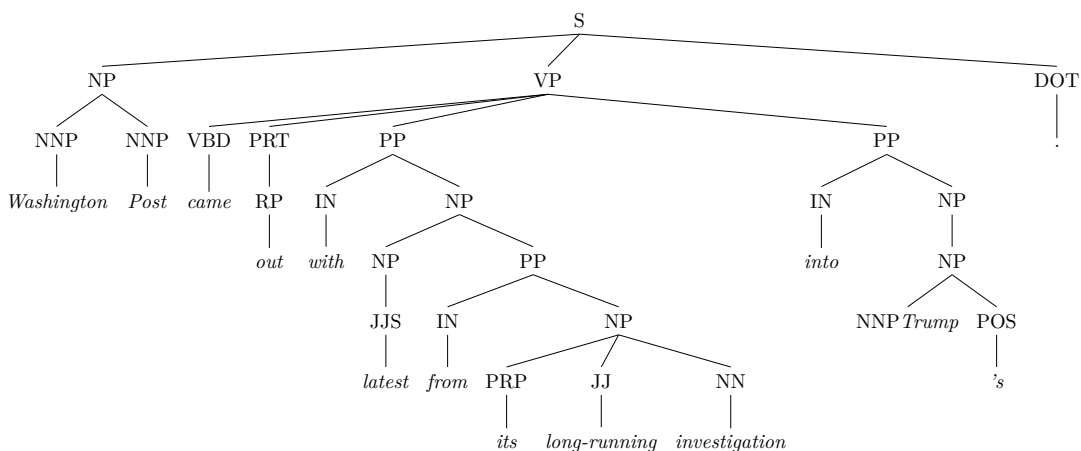 S
NP VP DOT
NNP NNP VBD PRT PP PP .
Washington Post came RP IN NP IN NP
out with NP PP into NP
JJS IN NP NNP Trump POS
latest from PRP JJ NN 's
its long-running investigation